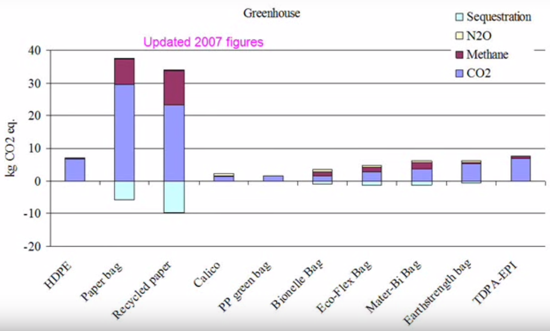 Greenhouse
Updated 2007 figures
Sequestration
N2O
Methane
CO2
kg CO2 eq.
40
30
20
10
0
-10
-20
HDPE
Paper bag
Recycled paper
Calico
PP green bag
Bionelle Bag
Eco-Flex Bag
Mater-Bi Bag
Earthstrength bag
TDPA-EPI